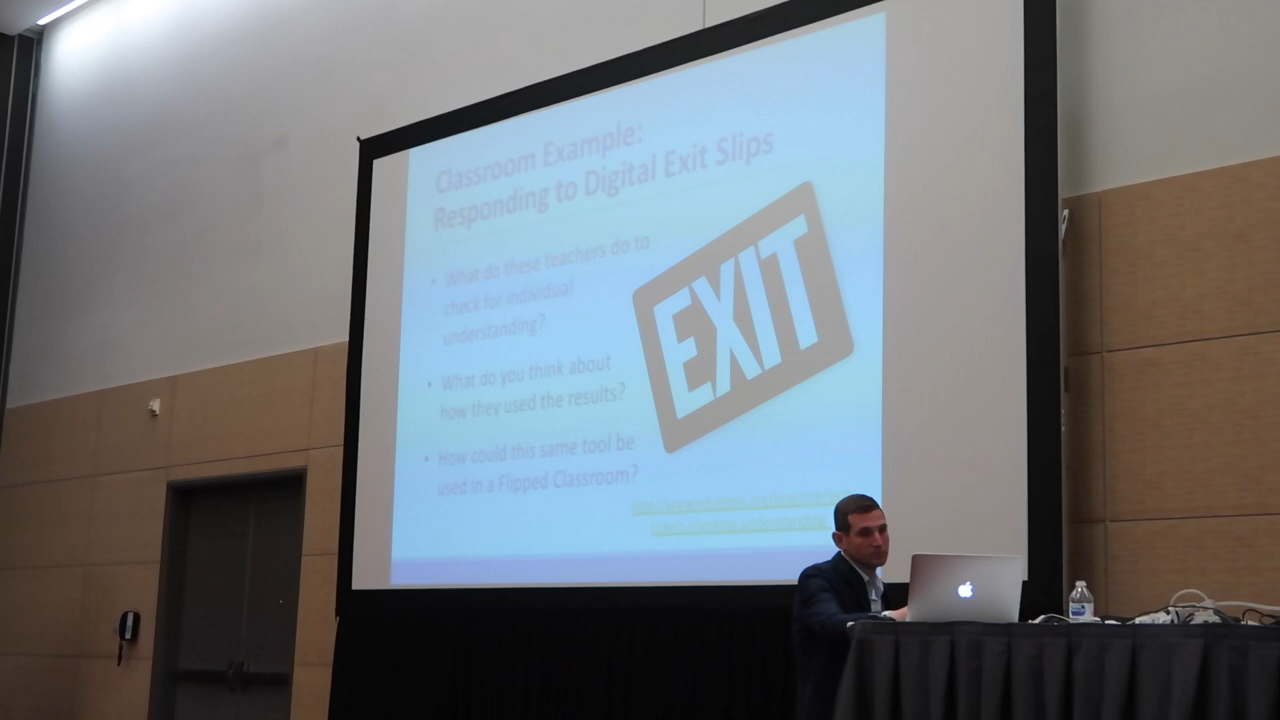 Classroom Example:
Responding to Digital Exit Slips
• What do these teachers do to
check for individual
understanding?
• What do you think about
how they used the results?
• How could this same tool be
used in a Flipped Classroom?
EXIT